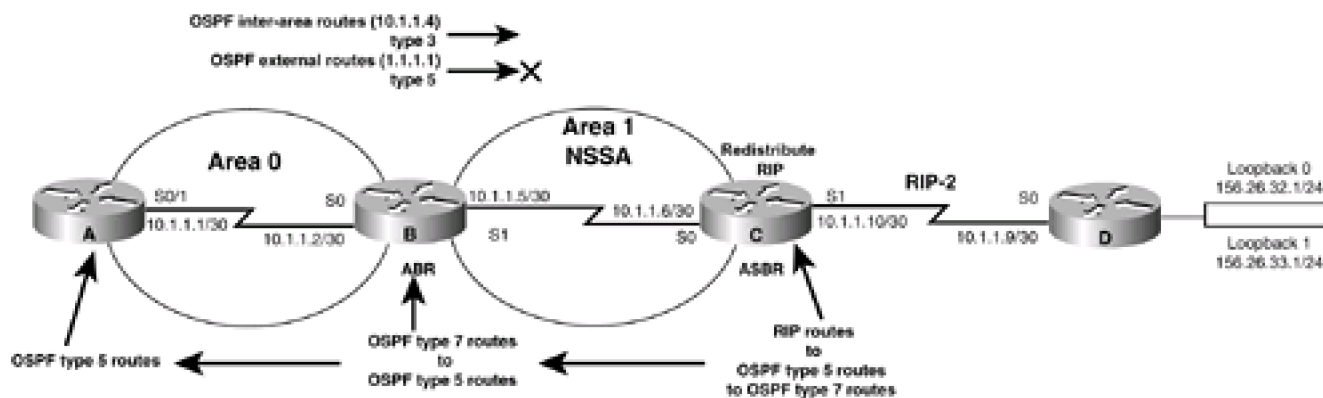 OSPF inter-area routes (10.1.1.4)
type 3
OSPF external routes (1.1.1.1)
type 5
Area 0
Area 1
NSSA
Redistribute
RIP
RIP-2
Loopback 0
156.26.32.1/24
S0/1
10.1.1.1/30
S0
10.1.1.2/30
10.1.1.5/30
S1
10.1.1.6/30
S0
S1
10.1.1.10/30
S0
10.1.1.9/30
Loopback 1
156.26.33.1/24
A
B
C
D
ABR
ASBR
OSPF type 5 routes
OSPF type 7 routes
to
OSPF type 5 routes
RIP routes
to
OSPF type 5 routes
to OSPF type 7 routes